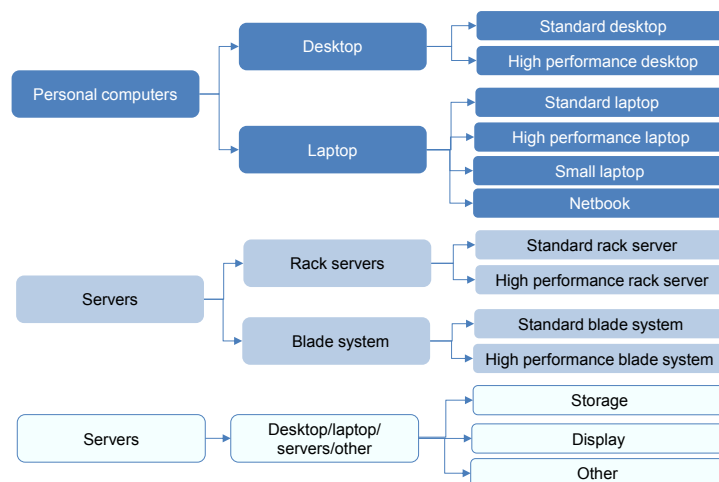 Standard desktop
Desktop
High performance desktop
Personal computers
Standard laptop
High performance laptop
Laptop
Small laptop
Netbook
Standard rack server
Rack servers
High performance rack server
Servers
Standard blade system
Blade system
High performance blade system
Storage
Servers
Desktop/laptop/
servers/other
Display
Other